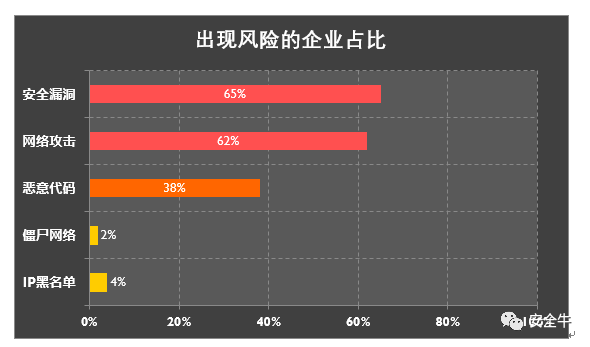 出现风险的企业占比
安全漏洞 65%
网络攻击 62%
恶意代码 38%
僵尸网络 2%
IP黑名单 4%
0% 20% 40% 60% 80%
安全牛